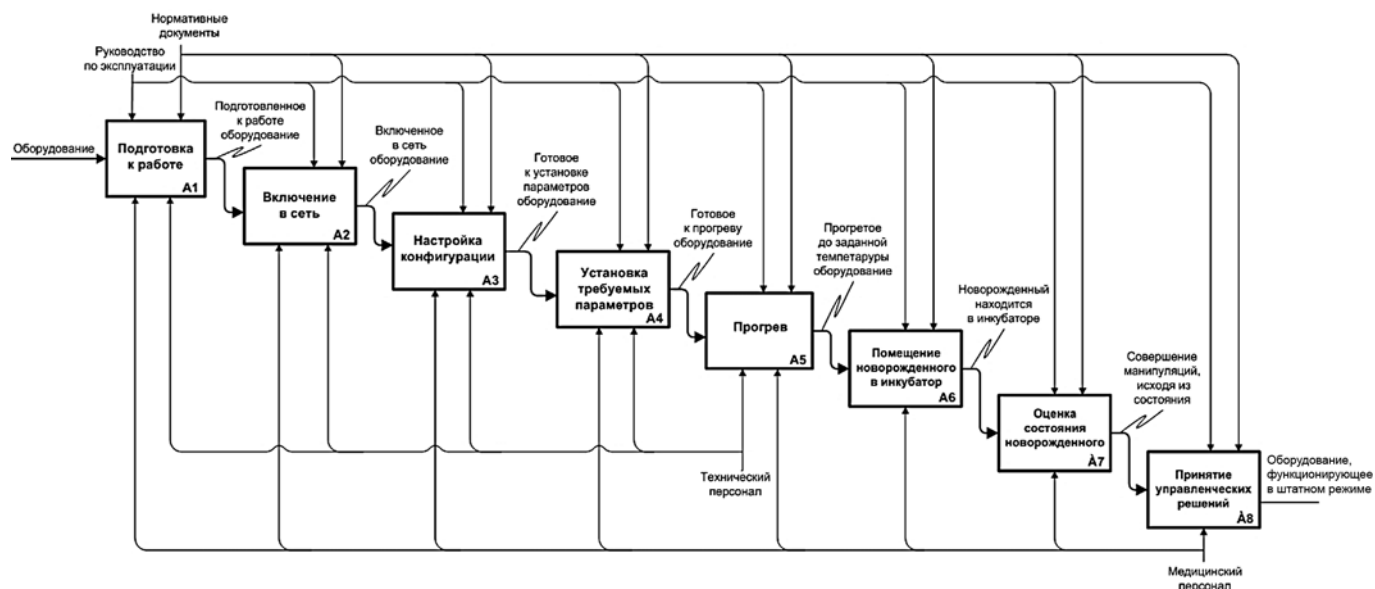 Нормативные
документы
Руководство
по эксплуатации
Оборудование
Подготовка
к работе
A1
Подготовленное
к работе
оборудование
Включение
в сеть
A2
Включенное
в сеть
оборудование
Настройка
конфигурации
A3
Готовое
к установке
параметров
оборудование
Установка
требуемых
параметров
A4
Готовое
к прогреву
оборудование
Прогрев
A5
Прогретое
до заданной
темпетаруры
оборудование
Помещение
новорожденного
в инкубатор
A6
Новорожденный
находится
в инкубаторе
Оценка
состояния
новорожденного
À7
Совершение
манипуляций,
исходя из
состояния
Принятие
управленческих
решений
À8
Оборудование,
функционирующее
в штатном режиме
Технический
персонал
Медицинский
персонал